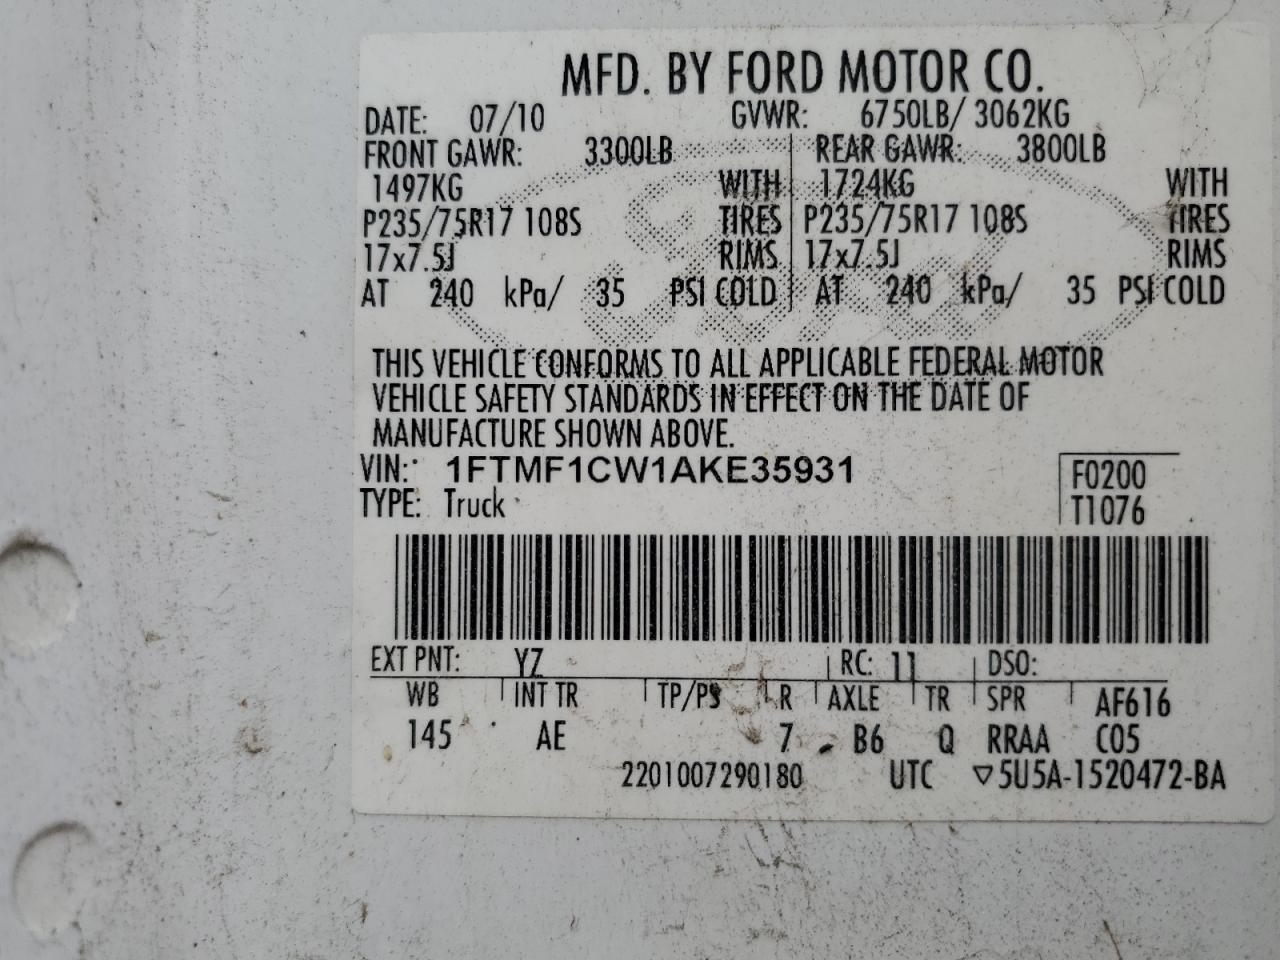 MFD. BY FORD MOTOR CO.
DATE: 07/10 GVWR: 6750LB/ 3062KG
FRONT GAWR: 3300LB REAR GAWR: 3800LB
1497KG WITH 1724KG WITH
P235/75R17 108S TIRES P235/75R17 108S TIRES
17x7.5J RIMS 17x7.5J RIMS
AT 240 kPa/ 35 PSI COLD AT 240 kPa/ 35 PSI COLD
THIS VEHICLE CONFORMS TO ALL APPLICABLE FEDERAL MOTOR
VEHICLE SAFETY STANDARDS IN EFFECT ON THE DATE OF
MANUFACTURE SHOWN ABOVE.
VIN: 1FTMF1CW1AKE35931 F0200
TYPE: Truck T1076
EXT PNT: YZ RC: 11 DSO:
WB INT TR TP/PS R AXLE TR SPR AF616
145 AE 7 B6 Q RRAA C05
2201007290180 UTC ▽5U5A-1520472-BA